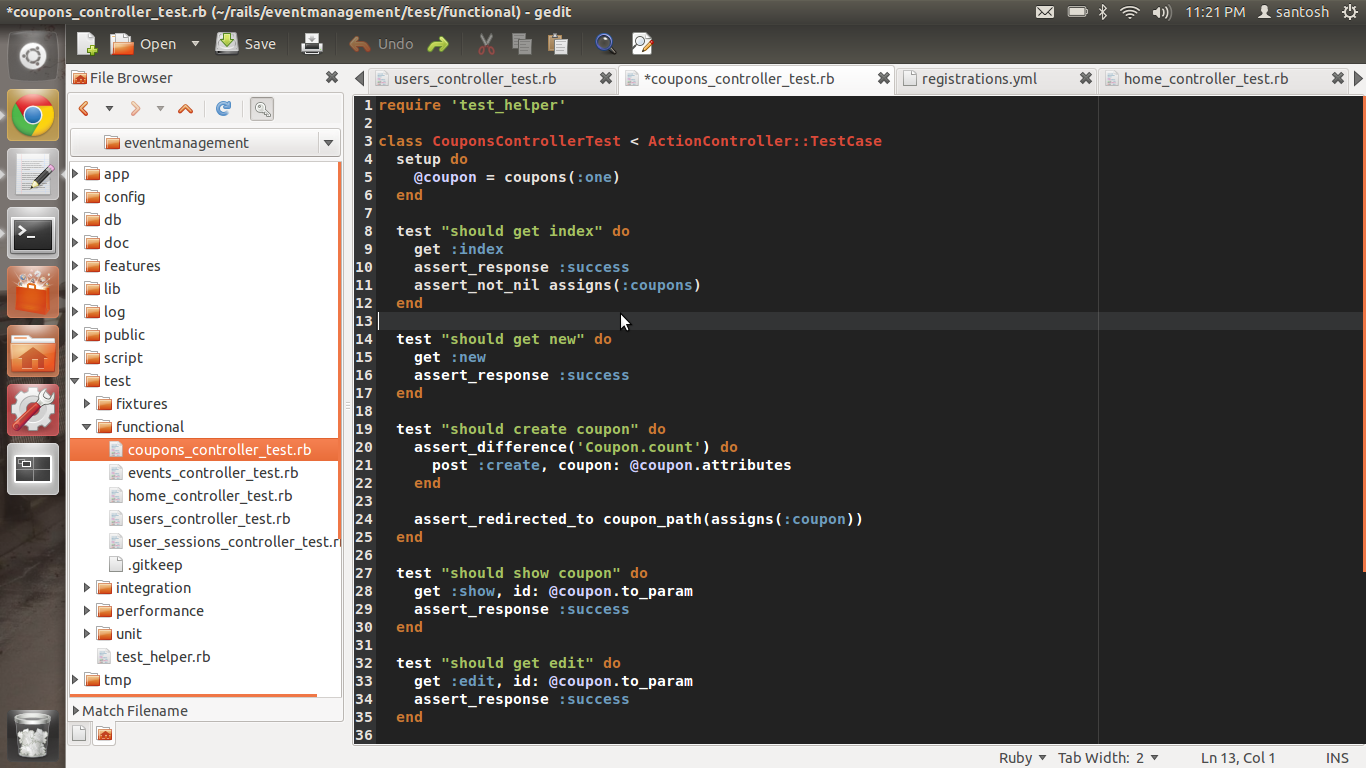 *coupons_controller_test.rb (~/rails/eventmanagement/test/functional) - gedit
11:21 PM santosh
Open Save Undo
File Browser
users_controller_test.rb *coupons_controller_test.rb registrations.yml home_controller_test.rb
eventmanagement
app
config
db
doc
features
lib
log
public
script
test
fixtures
functional
coupons_controller_test.rb
events_controller_test.rb
home_controller_test.rb
users_controller_test.rb
user_sessions_controller_test.r
.gitkeep
integration
performance
unit
test_helper.rb
tmp
Match Filename
1 require 'test_helper'
2
3 class CouponsControllerTest < ActionController::TestCase
4 setup do
5 @coupon = coupons(:one)
6 end
7
8 test "should get index" do
9 get :index
10 assert_response :success
11 assert_not_nil assigns(:coupons)
12 end
13
14 test "should get new" do
15 get :new
16 assert_response :success
17 end
18
19 test "should create coupon" do
20 assert_difference('Coupon.count') do
21 post :create, coupon: @coupon.attributes
22 end
23
24 assert_redirected_to coupon_path(assigns(:coupon))
25 end
26
27 test "should show coupon" do
28 get :show, id: @coupon.to_param
29 assert_response :success
30 end
31
32 test "should get edit" do
33 get :edit, id: @coupon.to_param
34 assert_response :success
35 end
36
Ruby Tab Width: 2 Ln 13, Col 1 INS